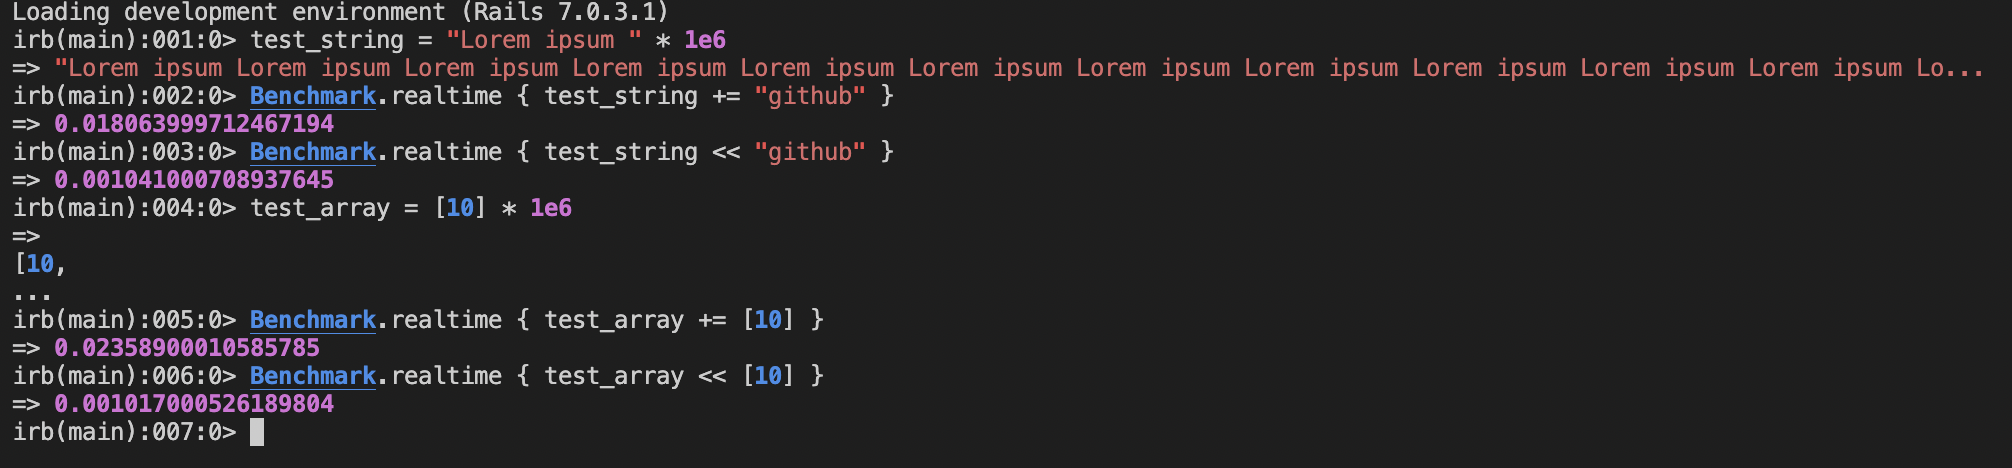 Loading development environment (Rails 7.0.3.1)
irb(main):001:0> test_string = "Lorem ipsum " * 1e6
=> "Lorem ipsum Lorem ipsum Lorem ipsum Lorem ipsum Lorem ipsum Lorem ipsum Lorem ipsum Lorem ipsum Lorem ipsum Lorem ipsum Lorem ipsum Lo...
irb(main):002:0> Benchmark.realtime { test_string += "github" }
=> 0.018063999712467194
irb(main):003:0> Benchmark.realtime { test_string << "github" }
=> 0.001041000708937645
irb(main):004:0> test_array = [10] * 1e6
=>
[10,
...
irb(main):005:0> Benchmark.realtime { test_array += [10] }
=> 0.02358900010585785
irb(main):006:0> Benchmark.realtime { test_array << [10] }
=> 0.001017000526189804
irb(main):007:0>